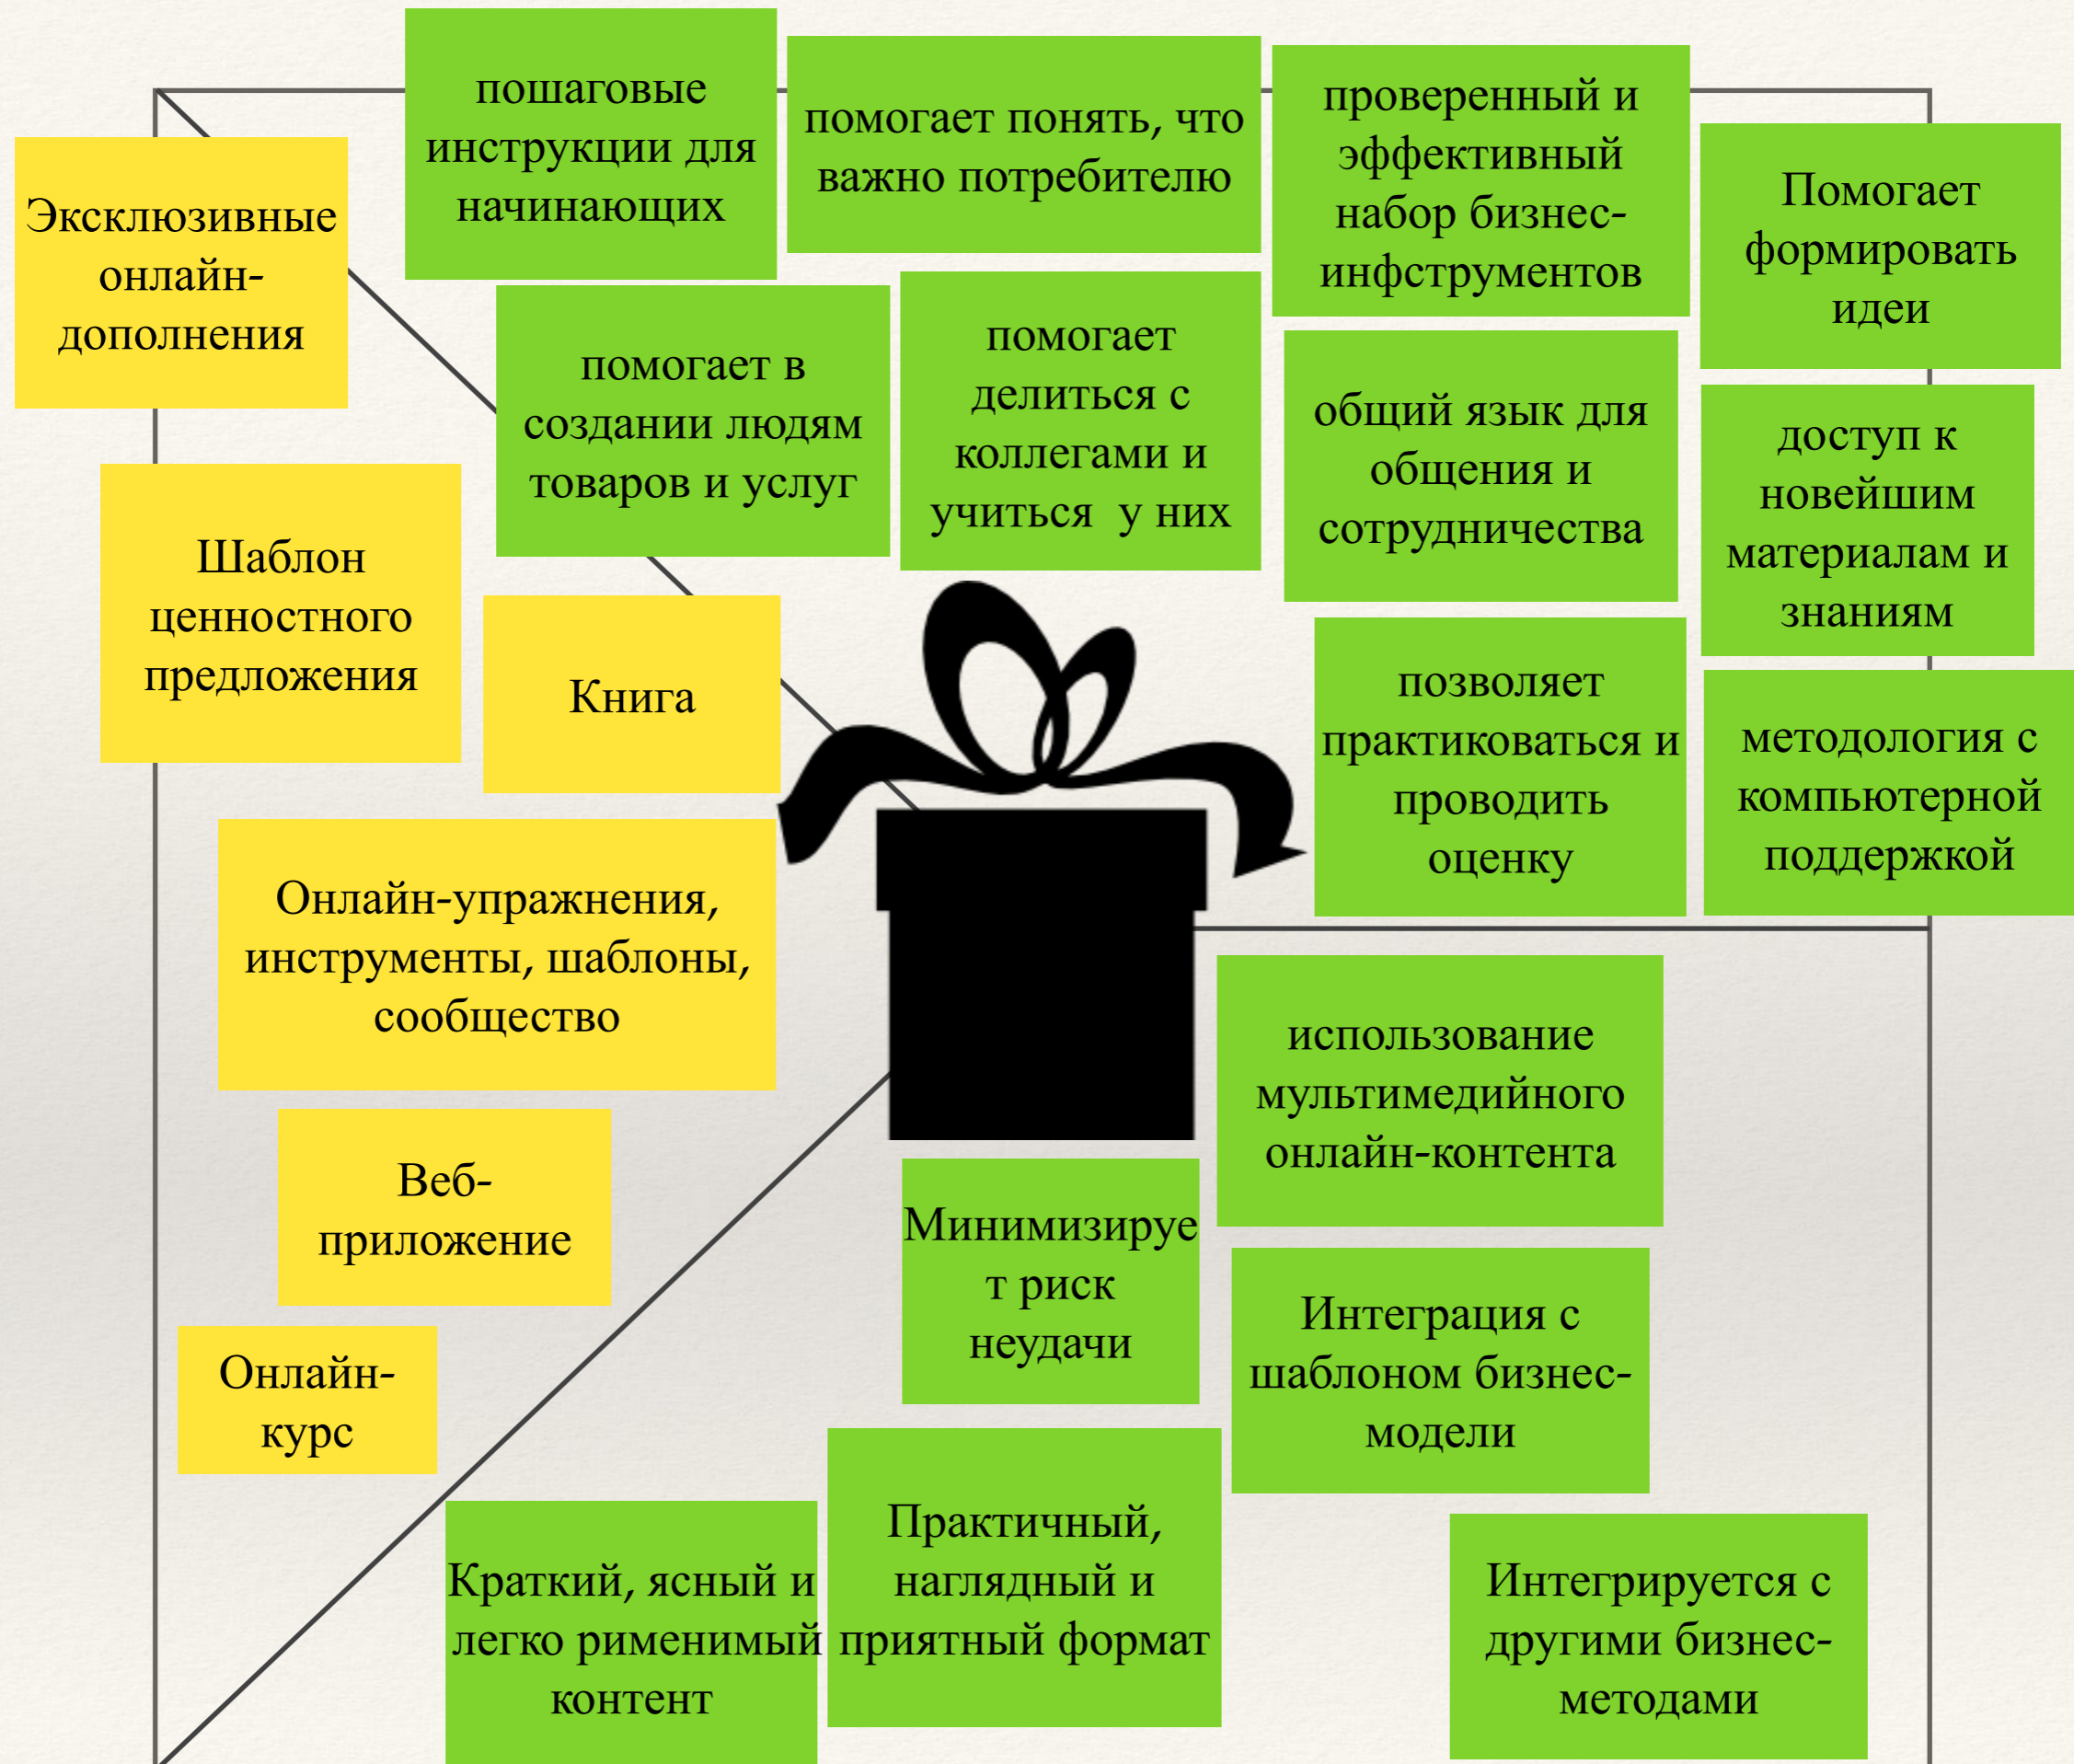 пошаговые
инструкции для
начинающих
помогает понять, что
важно потребителю
проверенный и
эффективный
набор бизнес-
инфструментов
Помогает
формировать
идеи
Эксклюзивные
онлайн-
дополнения
помогает в
создании людям
товаров и услуг
помогает
делиться с
коллегами и
учиться  у них
общий язык для
общения и
сотрудничества
доступ к
новейшим
материалам и
знаниям
Шаблон
ценностного
предложения
Книга
позволяет
практиковаться и
проводить
оценку
методология с
компьютерной
поддержкой
Онлайн-упражнения,
инструменты, шаблоны,
сообщество
использование
мультимедийного
онлайн-контента
Веб-
приложение
Минимизируе
т риск
неудачи
Интеграция с
шаблоном бизнес-
модели
Онлайн-
курс
Краткий, ясный и
легко рименимый
контент
Практичный,
наглядный и
приятный формат
Интегрируется с
другими бизнес-
методами